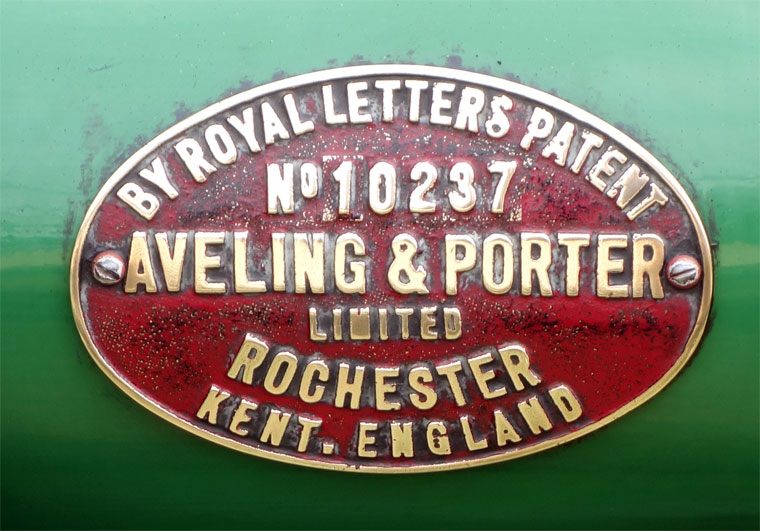 BY ROYAL LETTERS PATENT
No 10237
AVELING & PORTER
LIMITED
ROCHESTER
KENT. ENGLAND